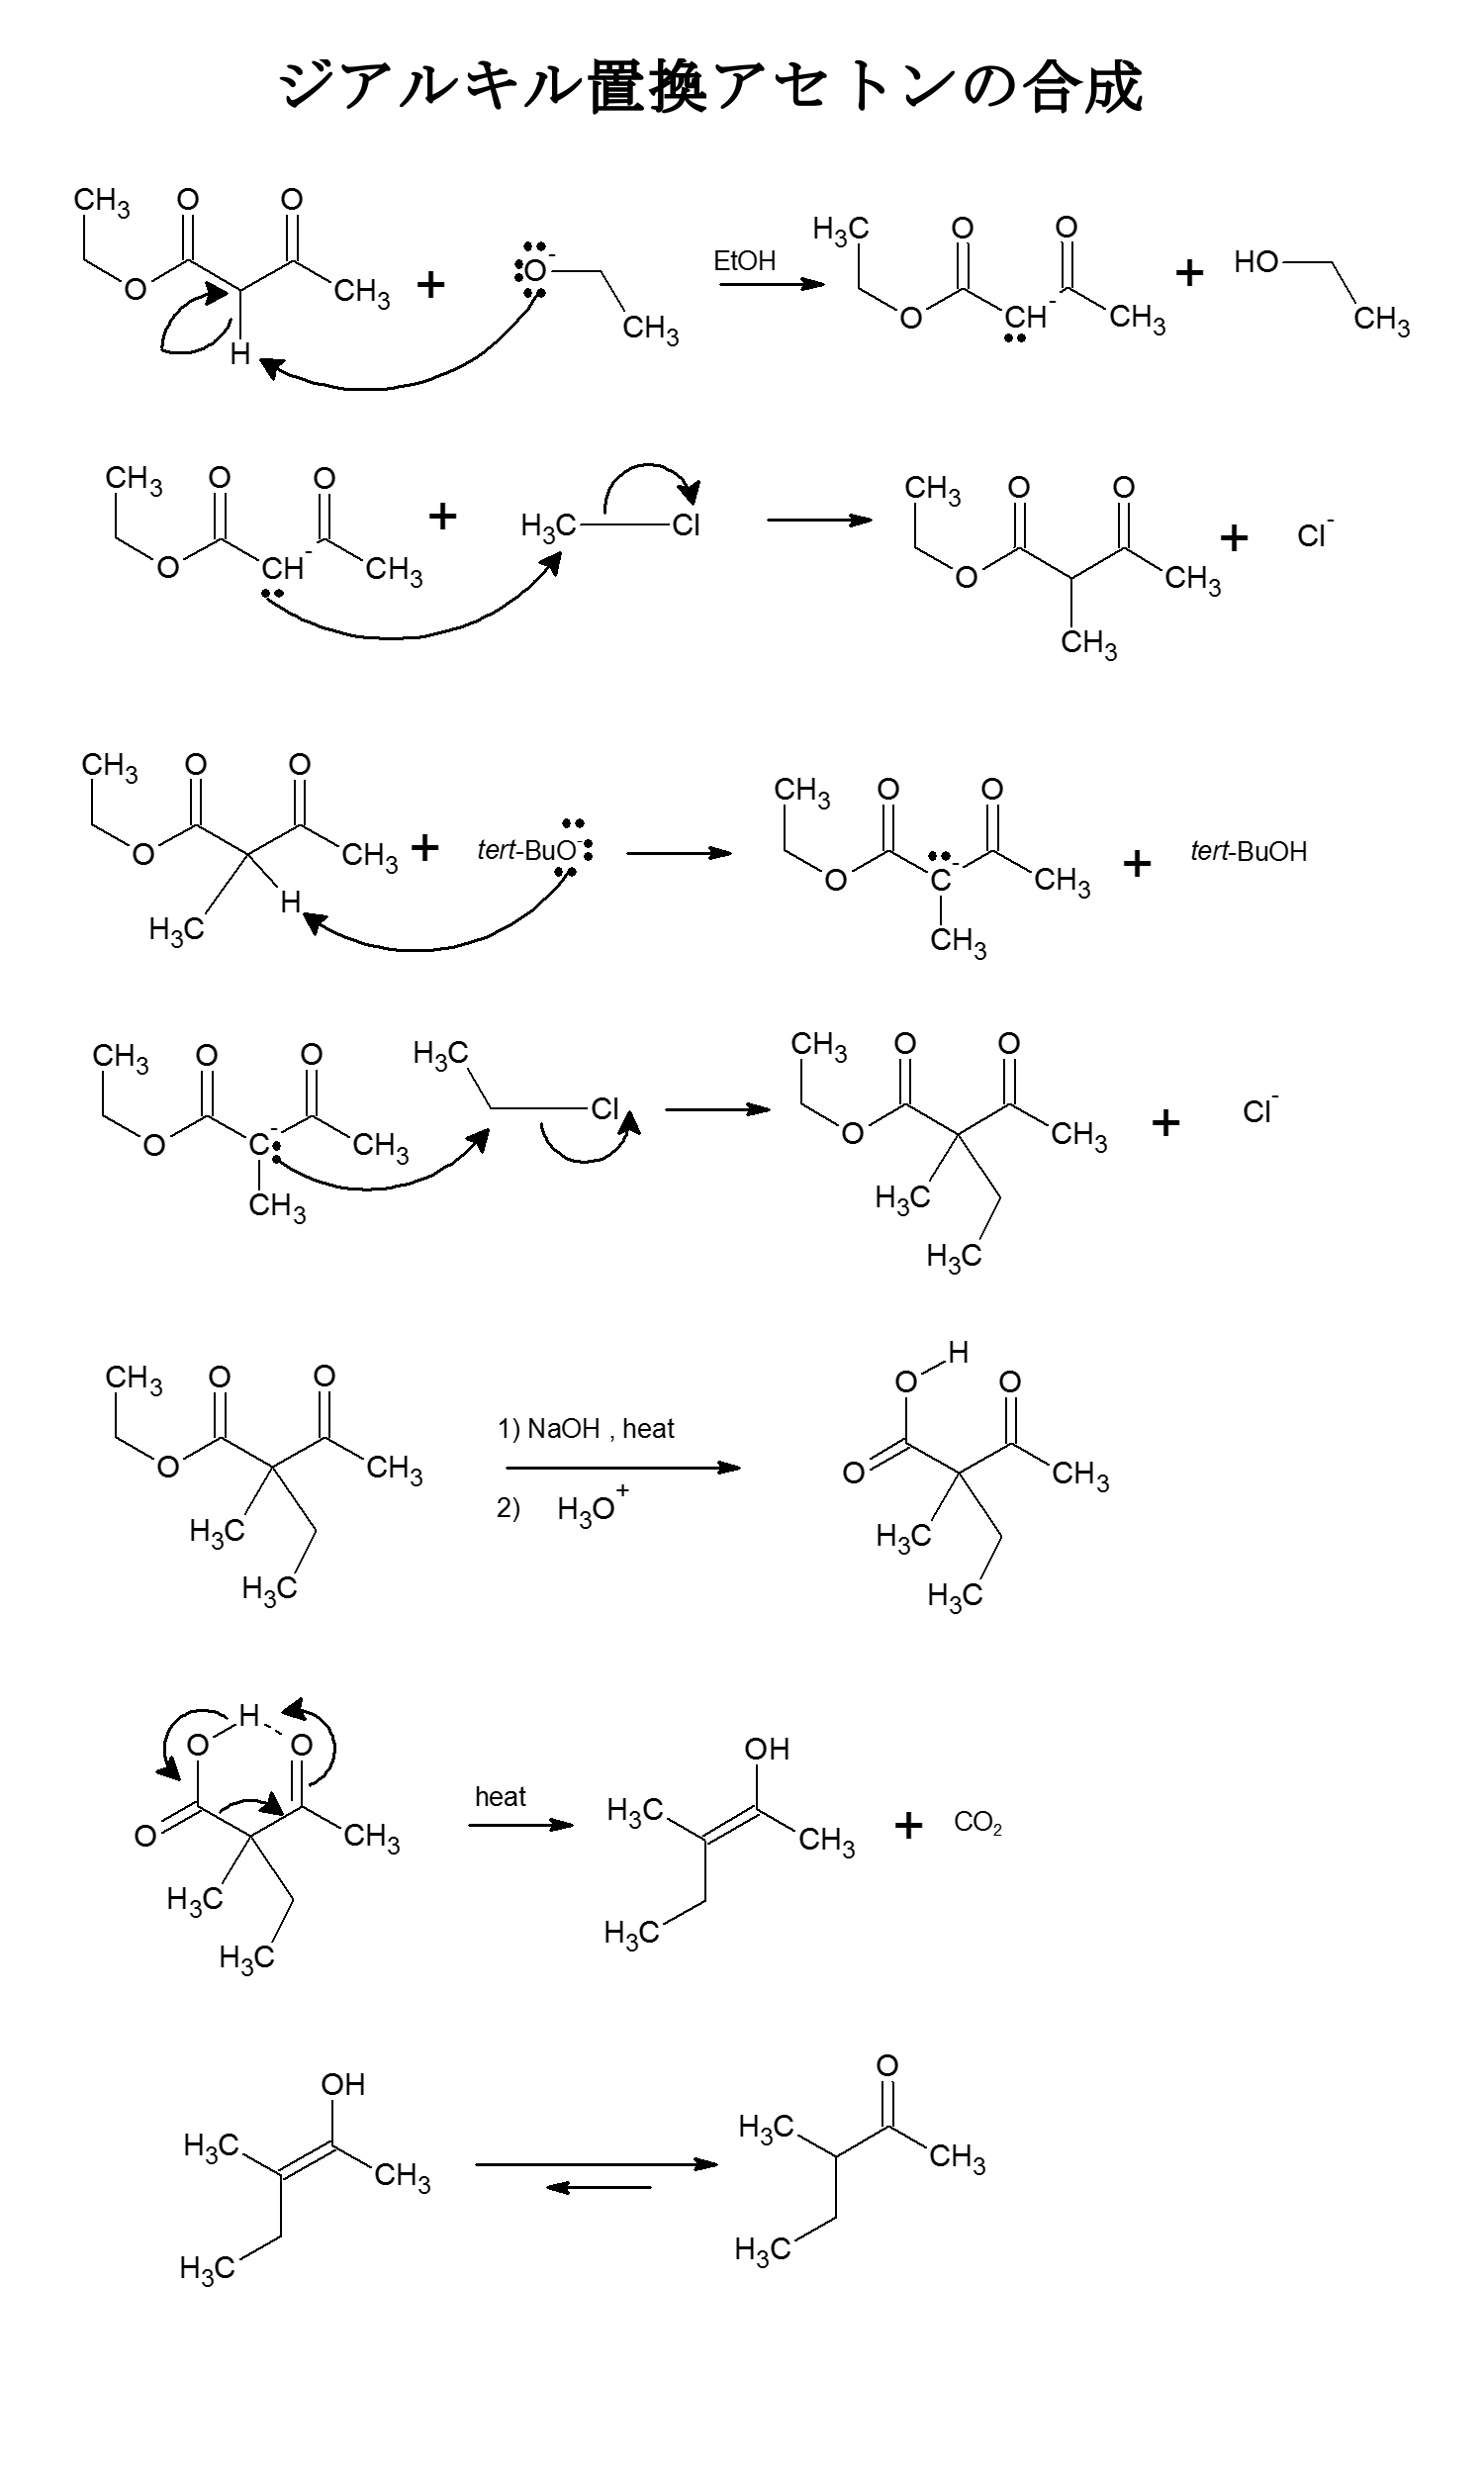 ジアルキル置換アセトンの合成
CH3 O O O- H3C O O
EtOH
O CH3 + CH3 O CH- CH3 + HO CH3
H
CH3 O O
O CH- CH3 + H3C Cl
CH3 O O
O CH3 + Cl-
CH3
CH3 O O
O CH3 + tert-BuO-
H
H3C
CH3 O O
O C- CH3 + tert-BuOH
CH3
CH3 O O H3C
O C- CH3 Cl
CH3
CH3 O O
O CH3 + Cl-
H3C
H3C
CH3 O O
O CH3
H3C
H3C
1) NaOH , heat
2) H3O+
H
O O
O CH3
H3C
H3C
H
O O
O CH3
H3C
H3C
heat
OH
H3C CH3 + CO2
H3C
OH
H3C CH3
H3C
O
H3C CH3
H3C